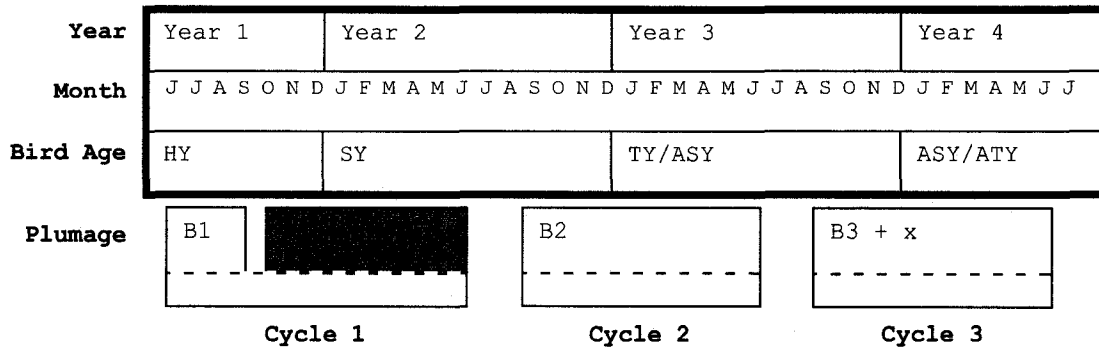 Year Year 1 Year 2 Year 3 Year 4
Month J J A S O N D J F M A M J J A S O N D J F M A M J J A S O N D J F M A M J J
Bird Age HY SY TY/ASY ASY/ATY
Plumage B1 B2 B3 + x
Cycle 1 Cycle 2 Cycle 3